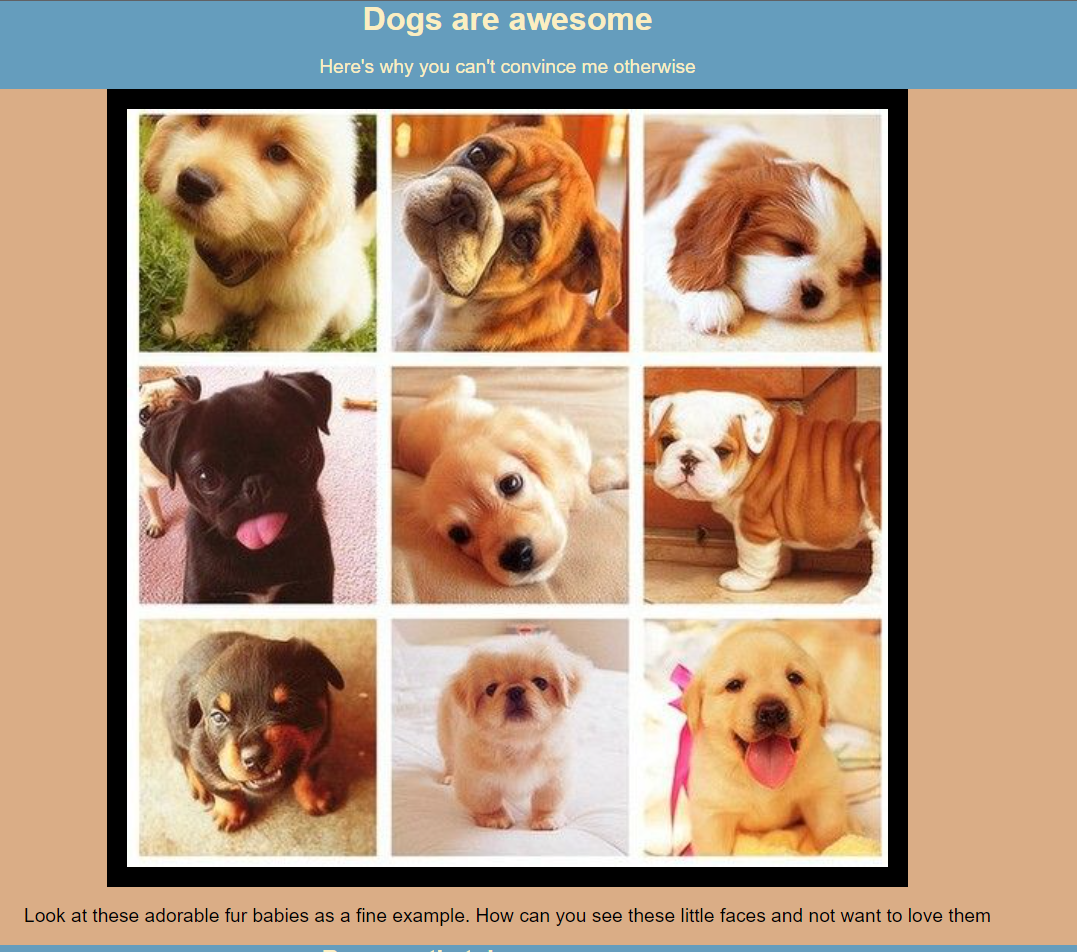 Dogs are awesome
Here's why you can't convince me otherwise
Look at these adorable fur babies as a fine example. How can you see these little faces and not want to love them